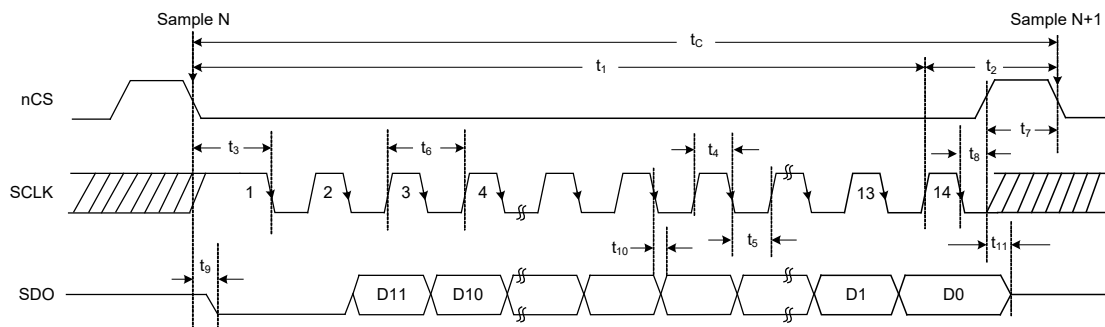 Sample N
Sample N+1
tC
t1
t2
nCS
t7
t3
t6
t4
t8
SCLK
1
2
3
4
13
14
t10
t5
t11
t9
SDO
D11
D10
D1
D0